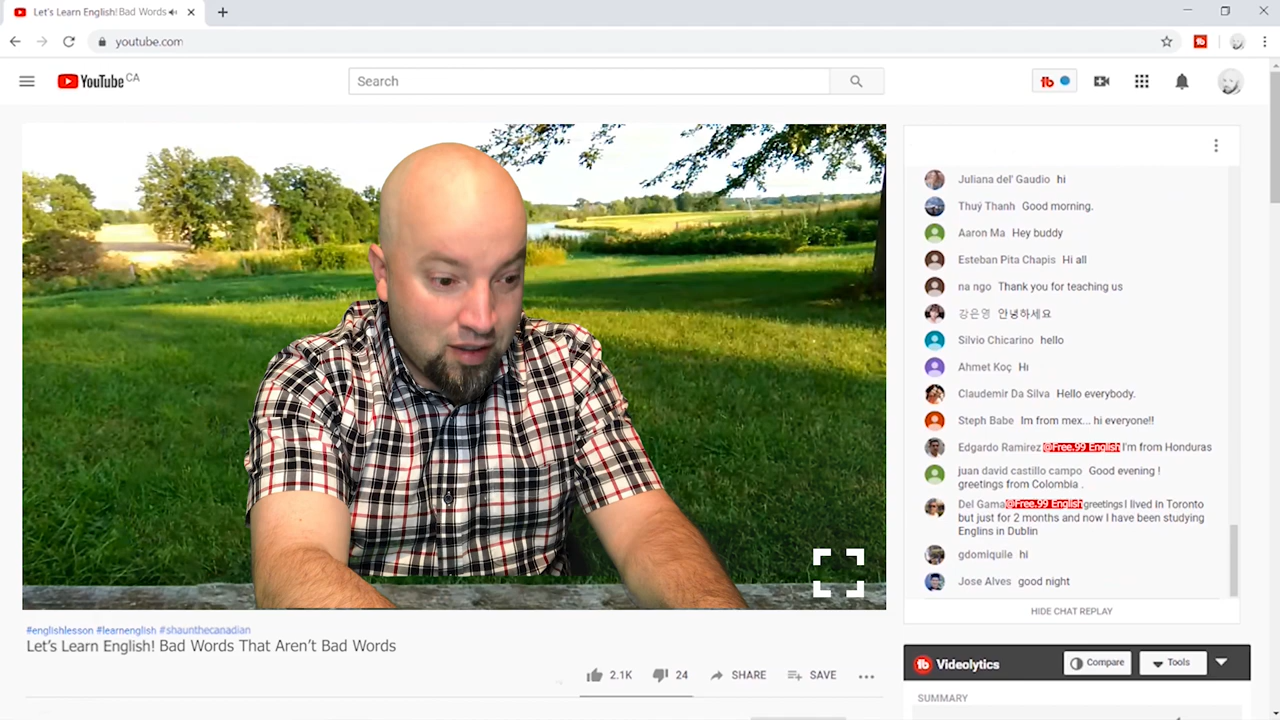 Let's Learn English! Bad Words
youtube.com
YouTube CA
Search
Juliana del' Gaudio hi
Thuý Thanh Good morning.
Aaron Ma Hey buddy
Esteban Pita Chapis Hi all
na ngo Thank you for teaching us
강은영 안녕하세요
Silvio Chicarino hello
Ahmet Koç Hi
Claudemir Da Silva Hello everybody.
Steph Babe Im from mex... hi everyone!!
Edgardo Ramirez @Free.99 English I'm from Honduras
juan david castillo campo Good evening !
greetings from Colombia .
Del Gama @Free.99 English greetings I lived in Toronto
but just for 2 months and now I have been studying
Englins in Dublin
gdomiquile hi
Jose Alves good night
HIDE CHAT REPLAY
#englishlesson #learnenglish #shaunthecanadian
Let's Learn English! Bad Words That Aren't Bad Words
2.1K 24 SHARE SAVE
Videolytics Compare Tools
SUMMARY